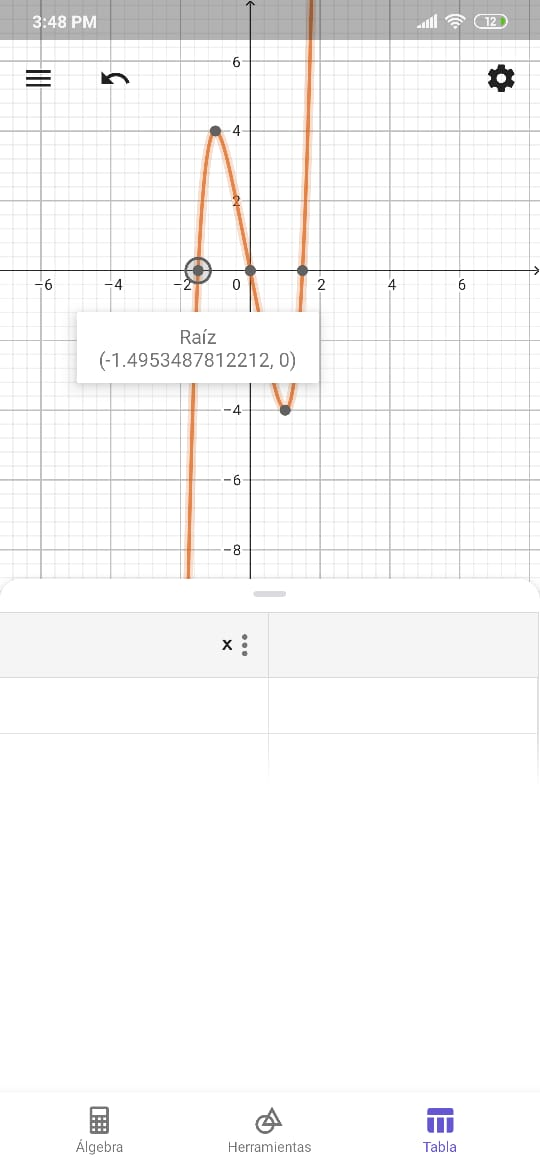 3:48 PM
12
6
4
2
−6
−4
−2
0
2
4
6
Raíz
(-1.4953487812212, 0)
−4
−6
−8
x
Álgebra
Herramientas
Tabla